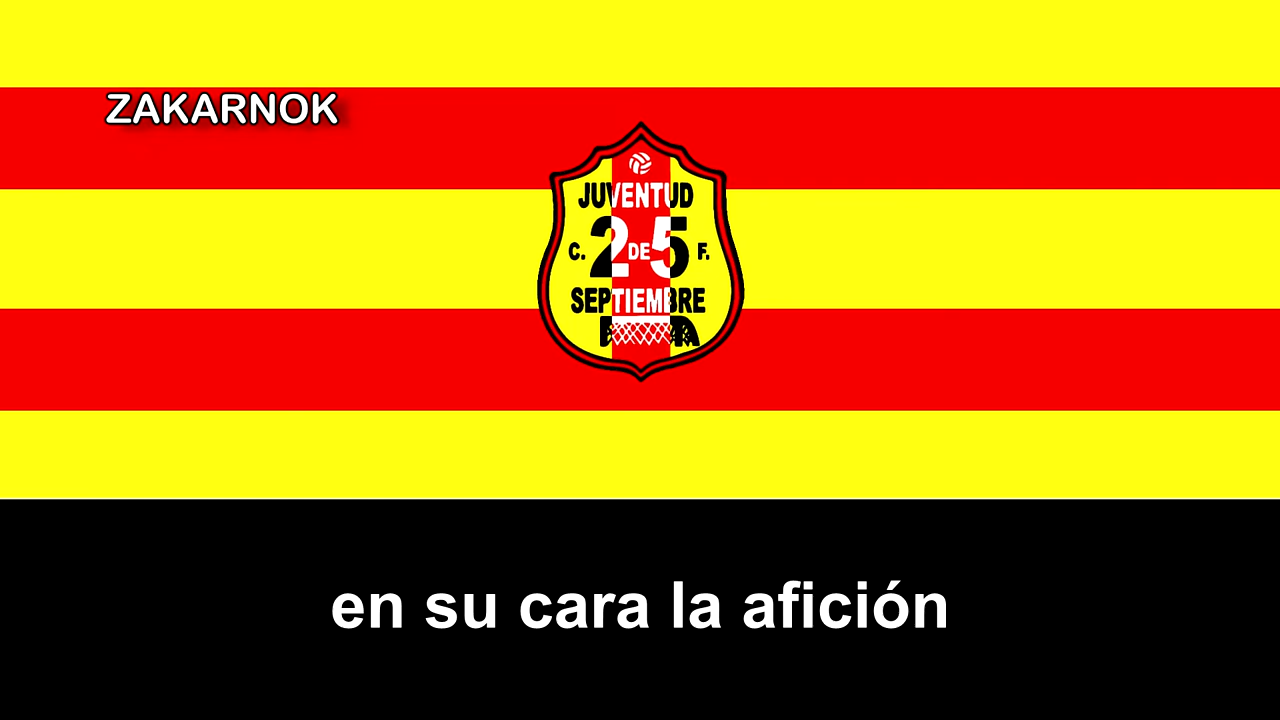 ZAKARNOK
JUVENTUD
C. 2 DE 5 F.
SEPTIEMBRE
en su cara la afición